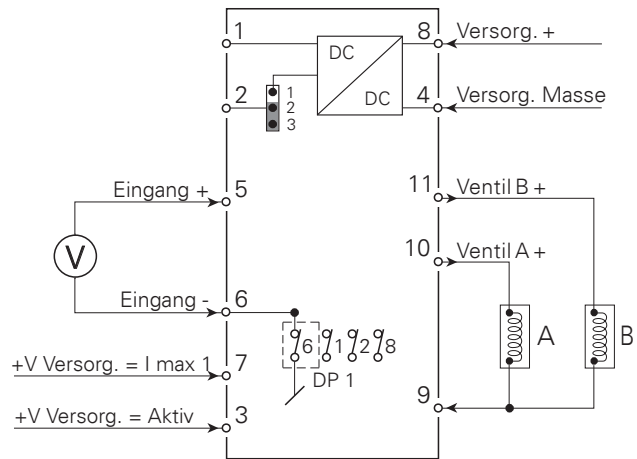 1
DC
DC
8
Versorg. +
2
1
2
3
4
Versorg. Masse
Eingang +
5
11
Ventil B +
V
10
Ventil A +
Eingang -
6
6
1
2
8
DP 1
A
B
+V Versorg. = I max 1
7
9
+V Versorg. = Aktiv
3